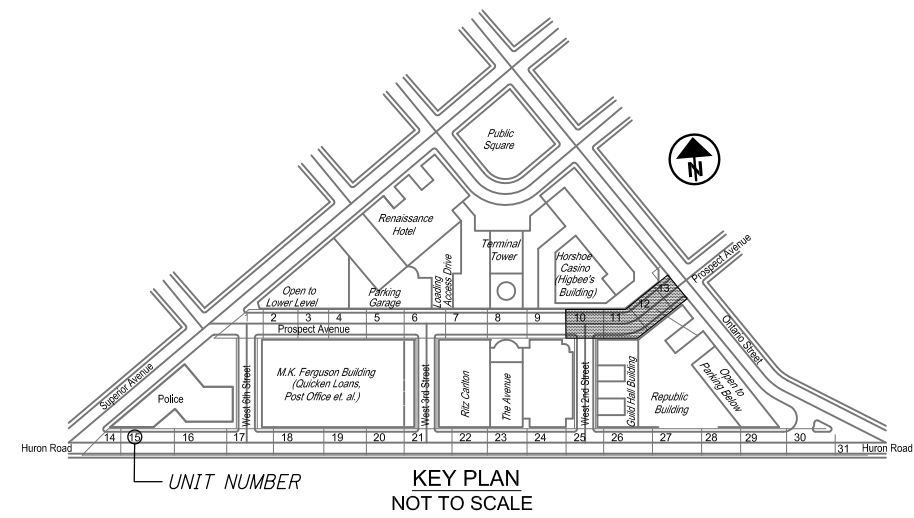 Public
Square
N
Renaissance
Hotel
Terminal
Tower
Horshoe
Casino
(Higbee's
Building)
Prospect Avenue
Loading
Access Drive
Open to
Lower Level
Parking
Garage
2 3 4 5 6 7 8 9 10 11 12 13
Prospect Avenue
Ontario Street
Superior Avenue
Police
West 6th Street
M.K. Ferguson Building
(Quicken Loans,
Post Office et. al.)
West 3rd Street
Ritz Carlton
The Avenue
West 2nd Street
Guild Hall Building
Republic
Building
Open to
Parking Below
14 15 16 17 18 19 20 21 22 23 24 25 26 27 28 29 30 31
Huron Road
Huron Road
UNIT NUMBER
KEY PLAN
NOT TO SCALE